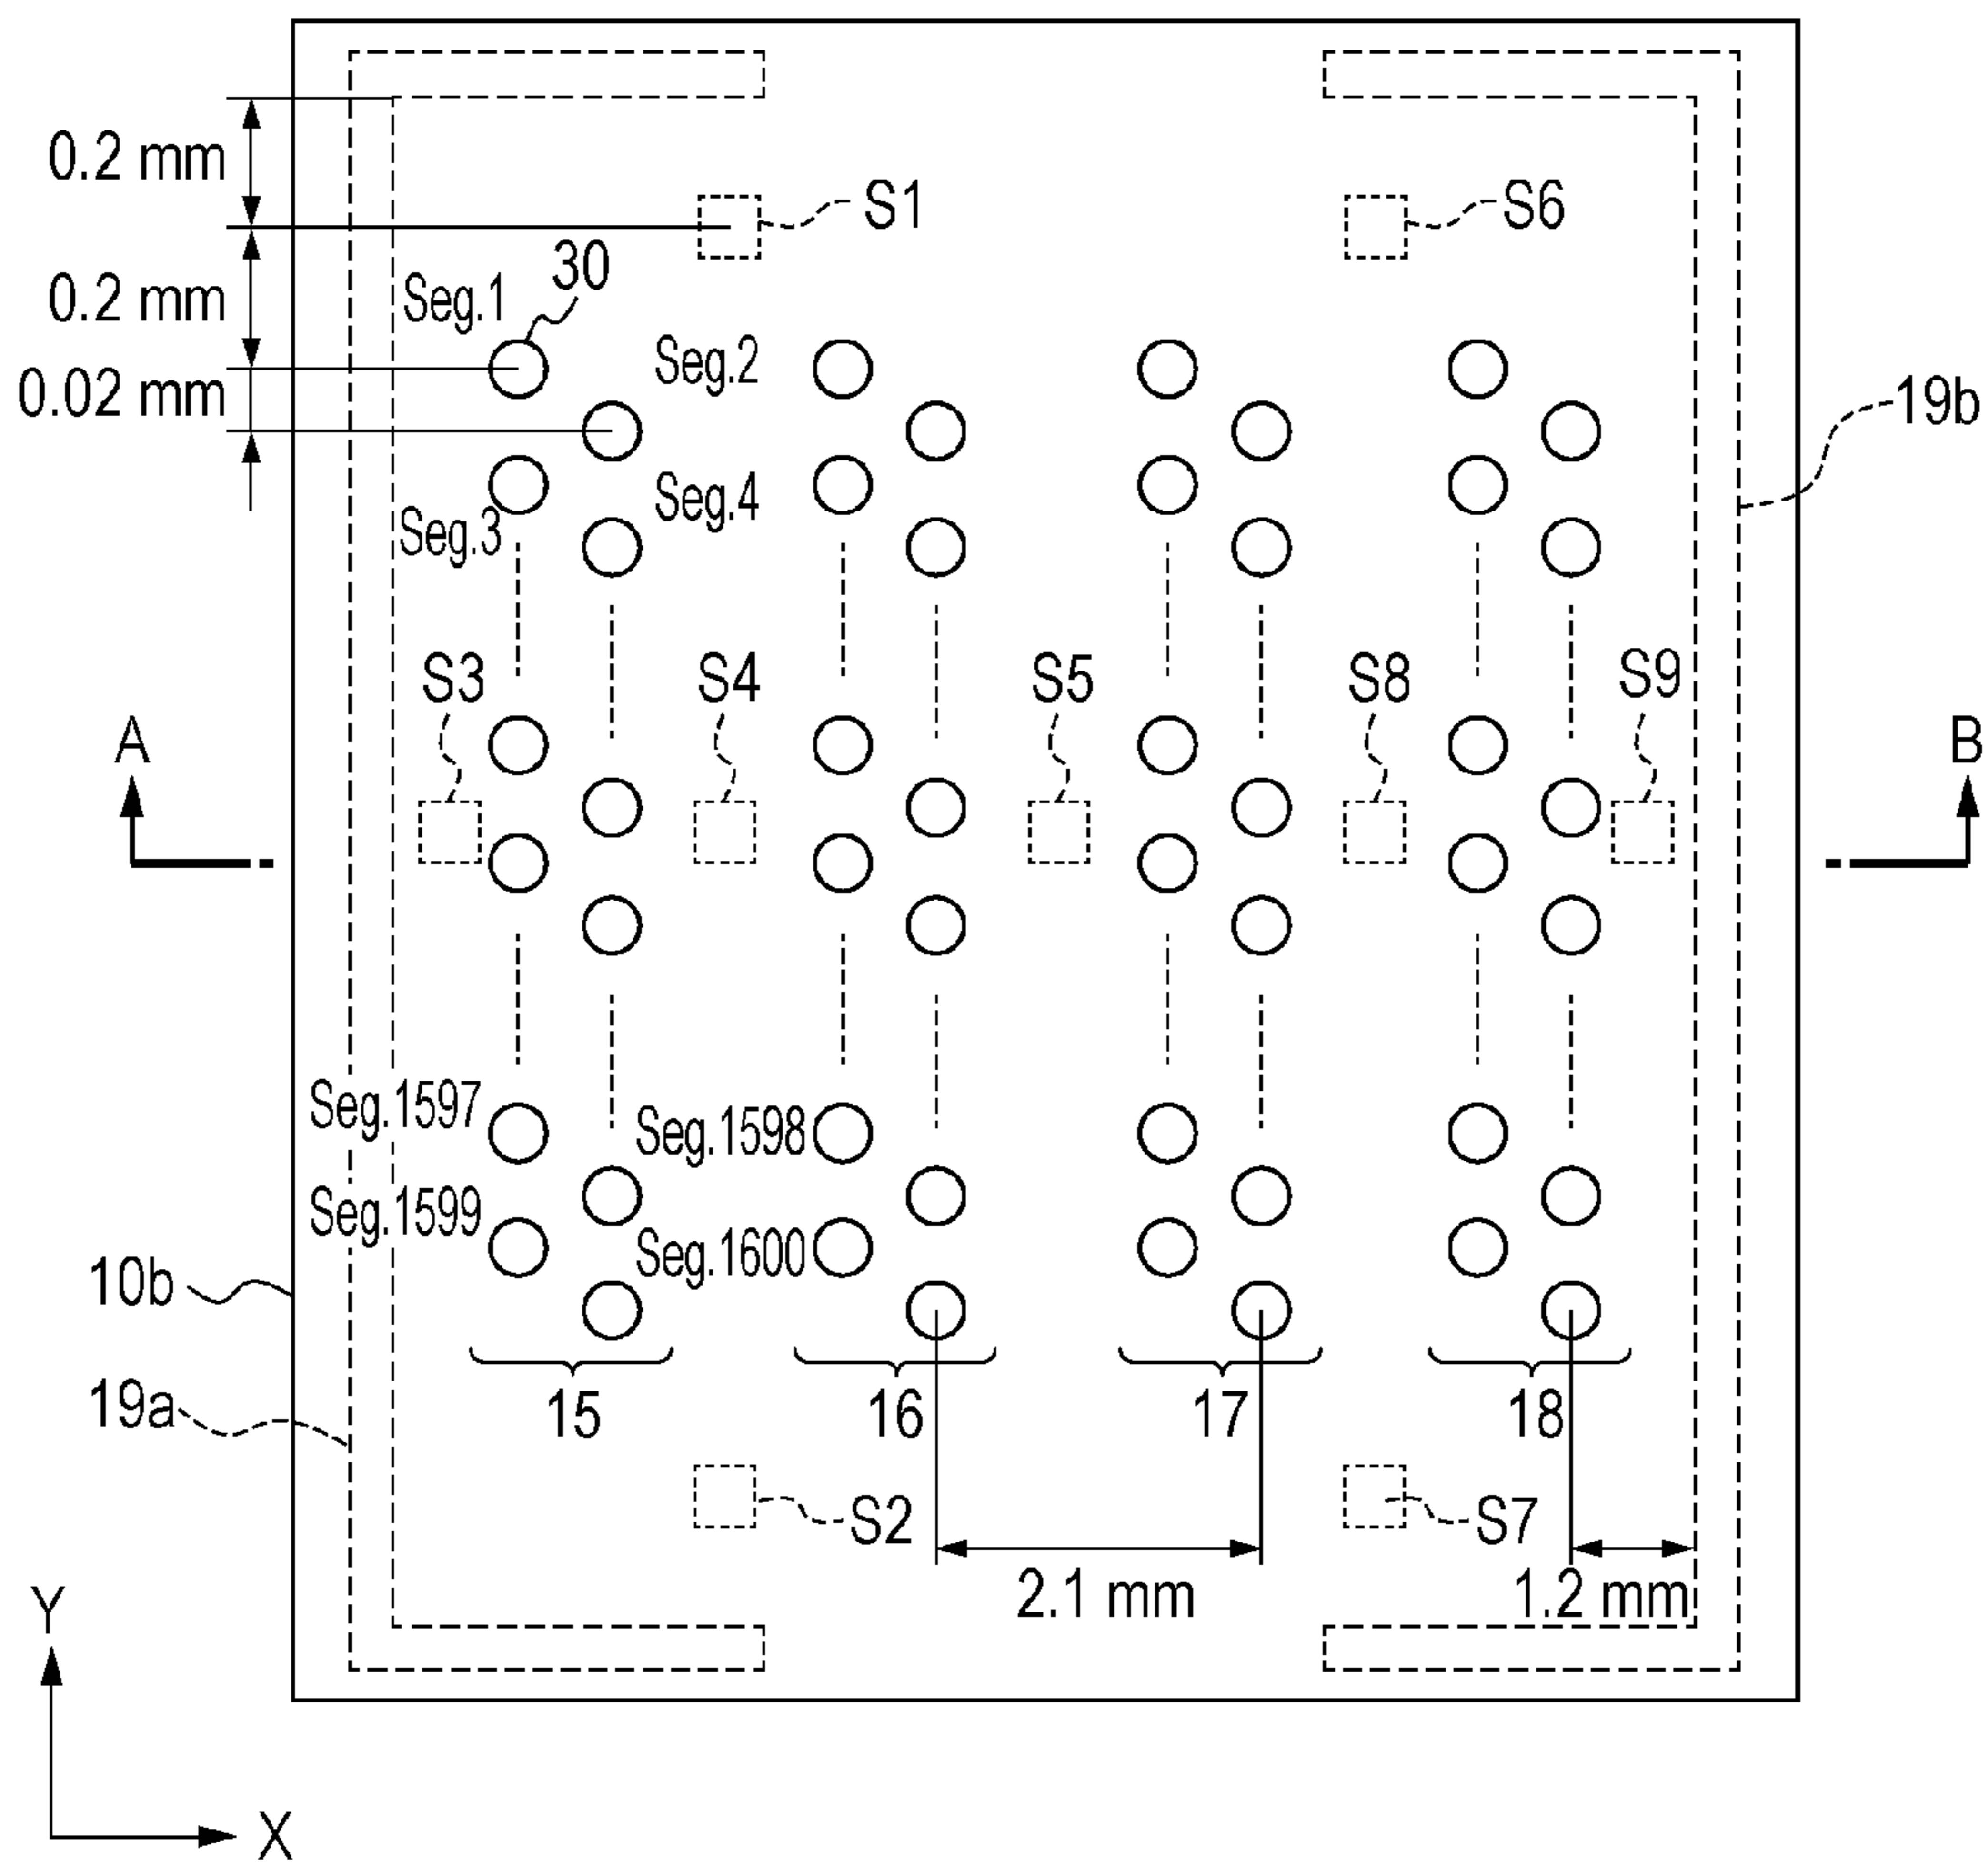 0.2 mm
S1
S6
0.2 mm
Seg.1
30
Seg.2
0.02 mm
19b
Seg.4
Seg.3
S3
S4
S5
S8
S9
A
B
Seg.1597
Seg.1598
Seg.1599
Seg.1600
10b
19a
15
16
17
18
S2
S7
2.1 mm
1.2 mm
Y
X